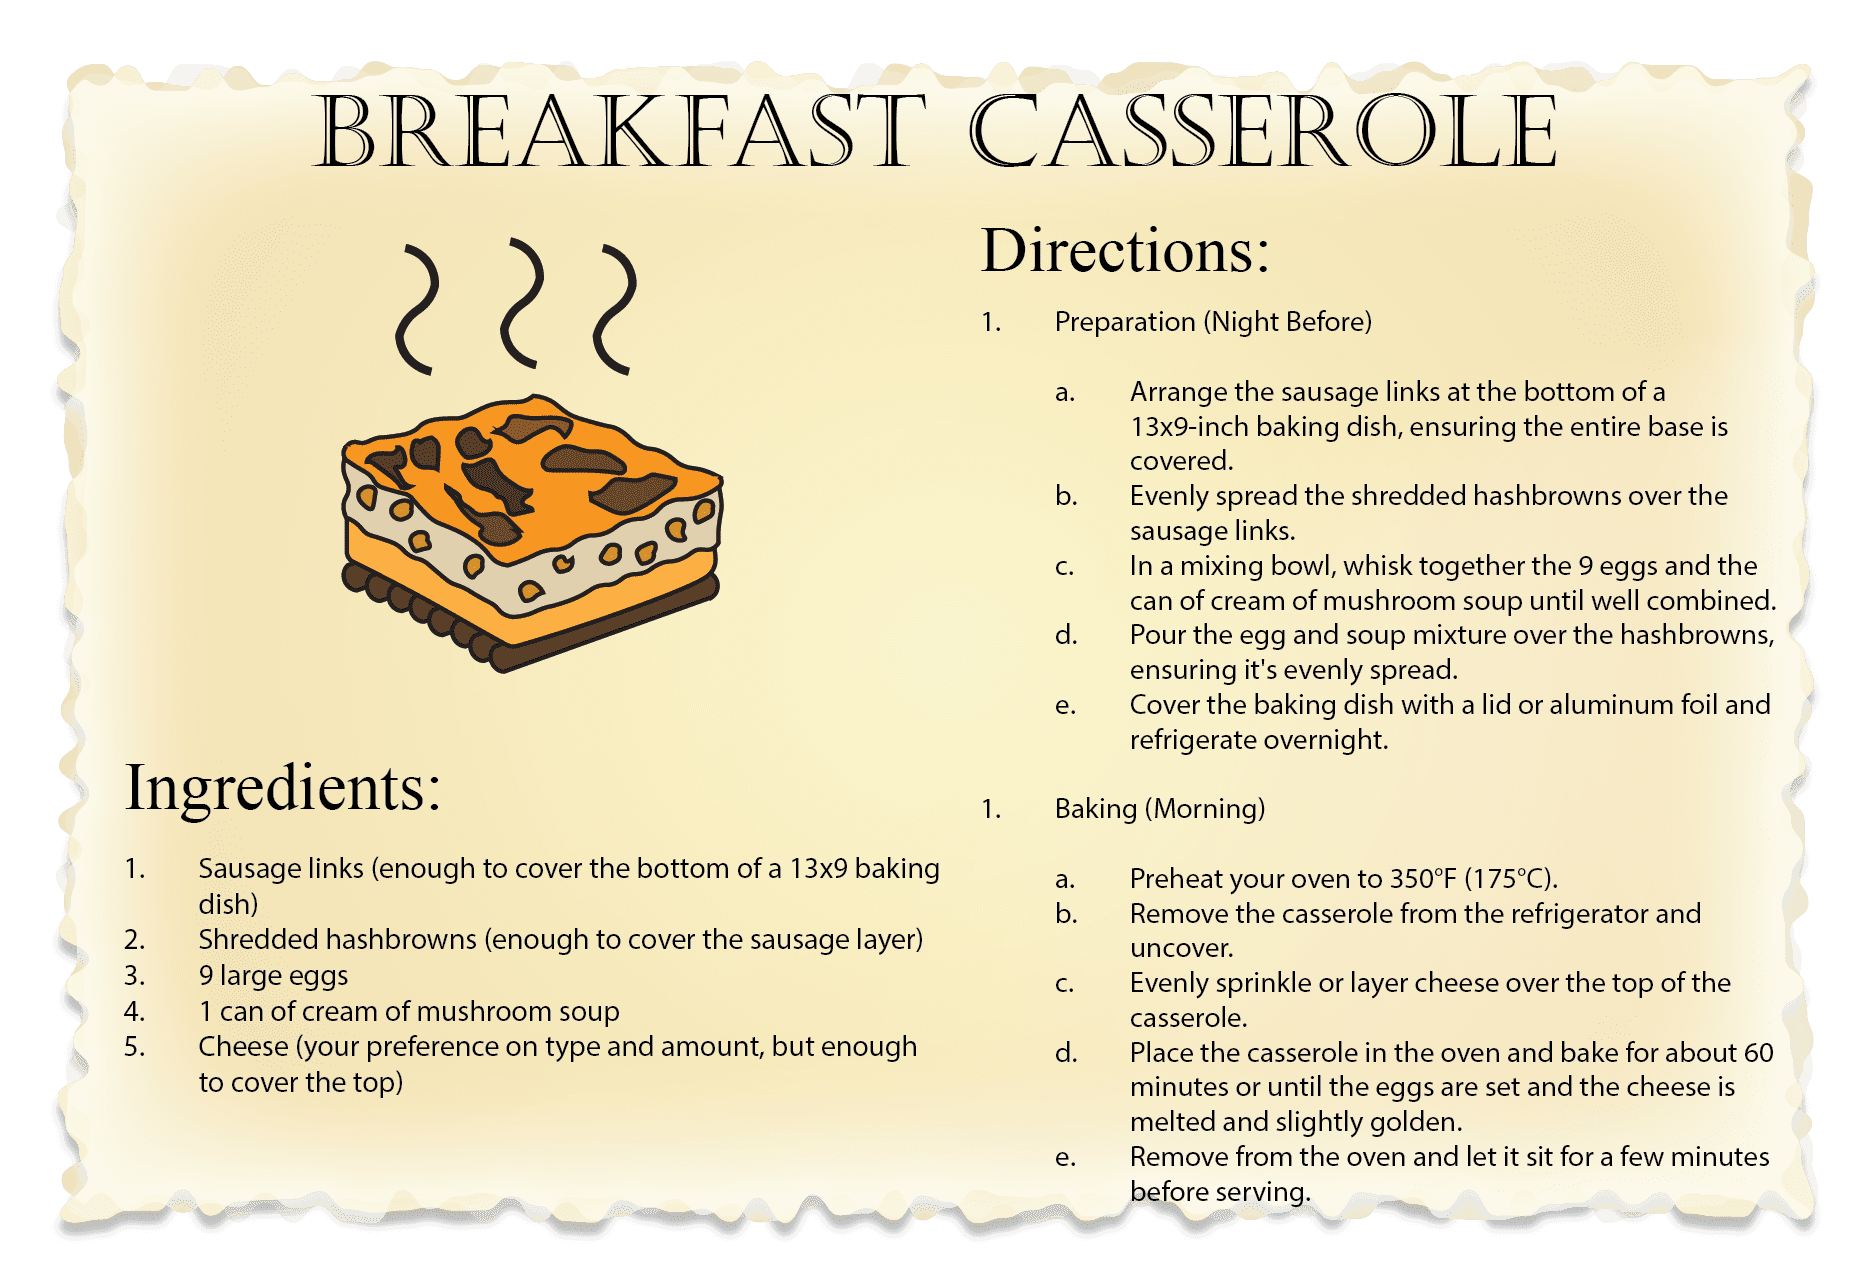 BREAKFAST CASSEROLE
Directions:
1. Preparation (Night Before)
a. Arrange the sausage links at the bottom of a
13x9-inch baking dish, ensuring the entire base is
covered.
b. Evenly spread the shredded hashbrowns over the
sausage links.
c. In a mixing bowl, whisk together the 9 eggs and the
can of cream of mushroom soup until well combined.
d. Pour the egg and soup mixture over the hashbrowns,
ensuring it's evenly spread.
e. Cover the baking dish with a lid or aluminum foil and
refrigerate overnight.
1. Baking (Morning)
a. Preheat your oven to 350°F (175°C).
b. Remove the casserole from the refrigerator and
uncover.
c. Evenly sprinkle or layer cheese over the top of the
casserole.
d. Place the casserole in the oven and bake for about 60
minutes or until the eggs are set and the cheese is
melted and slightly golden.
e. Remove from the oven and let it sit for a few minutes
before serving.
Ingredients:
1. Sausage links (enough to cover the bottom of a 13x9 baking
dish)
2. Shredded hashbrowns (enough to cover the sausage layer)
3. 9 large eggs
4. 1 can of cream of mushroom soup
5. Cheese (your preference on type and amount, but enough
to cover the top)